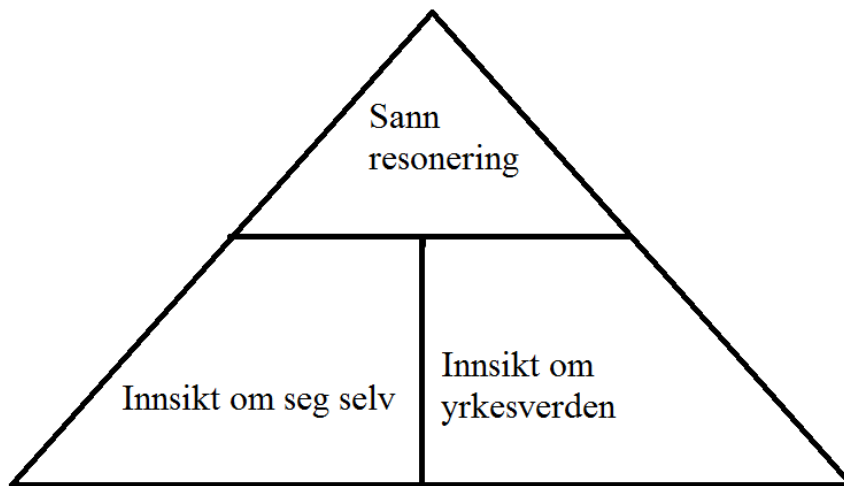 Sann
resonering
Innsikt om seg selv
Innsikt om
yrkesverden